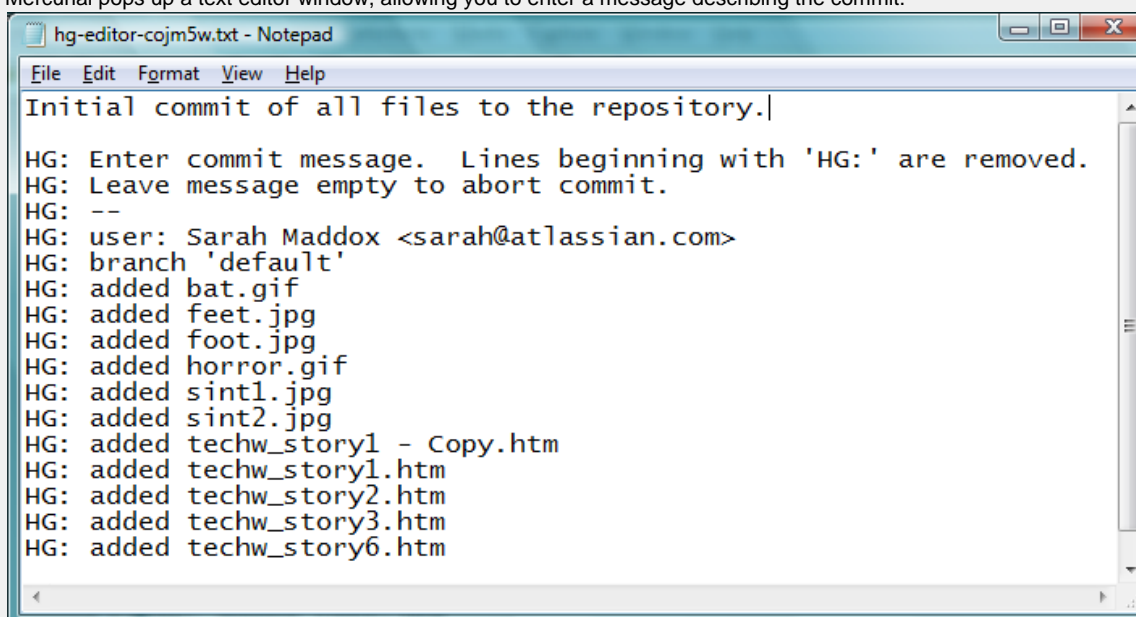 Mercurial pops up a text editor window, allowing you to enter a message describing the commit.
hg-editor-cojm5w.txt - Notepad
File Edit Format View Help
Initial commit of all files to the repository.
HG: Enter commit message.  Lines beginning with 'HG:' are removed.
HG: Leave message empty to abort commit.
HG: --
HG: user: Sarah Maddox <sarah@atlassian.com>
HG: branch 'default'
HG: added bat.gif
HG: added feet.jpg
HG: added foot.jpg
HG: added horror.gif
HG: added sint1.jpg
HG: added sint2.jpg
HG: added techw_story1 - Copy.htm
HG: added techw_story1.htm
HG: added techw_story2.htm
HG: added techw_story3.htm
HG: added techw_story6.htm